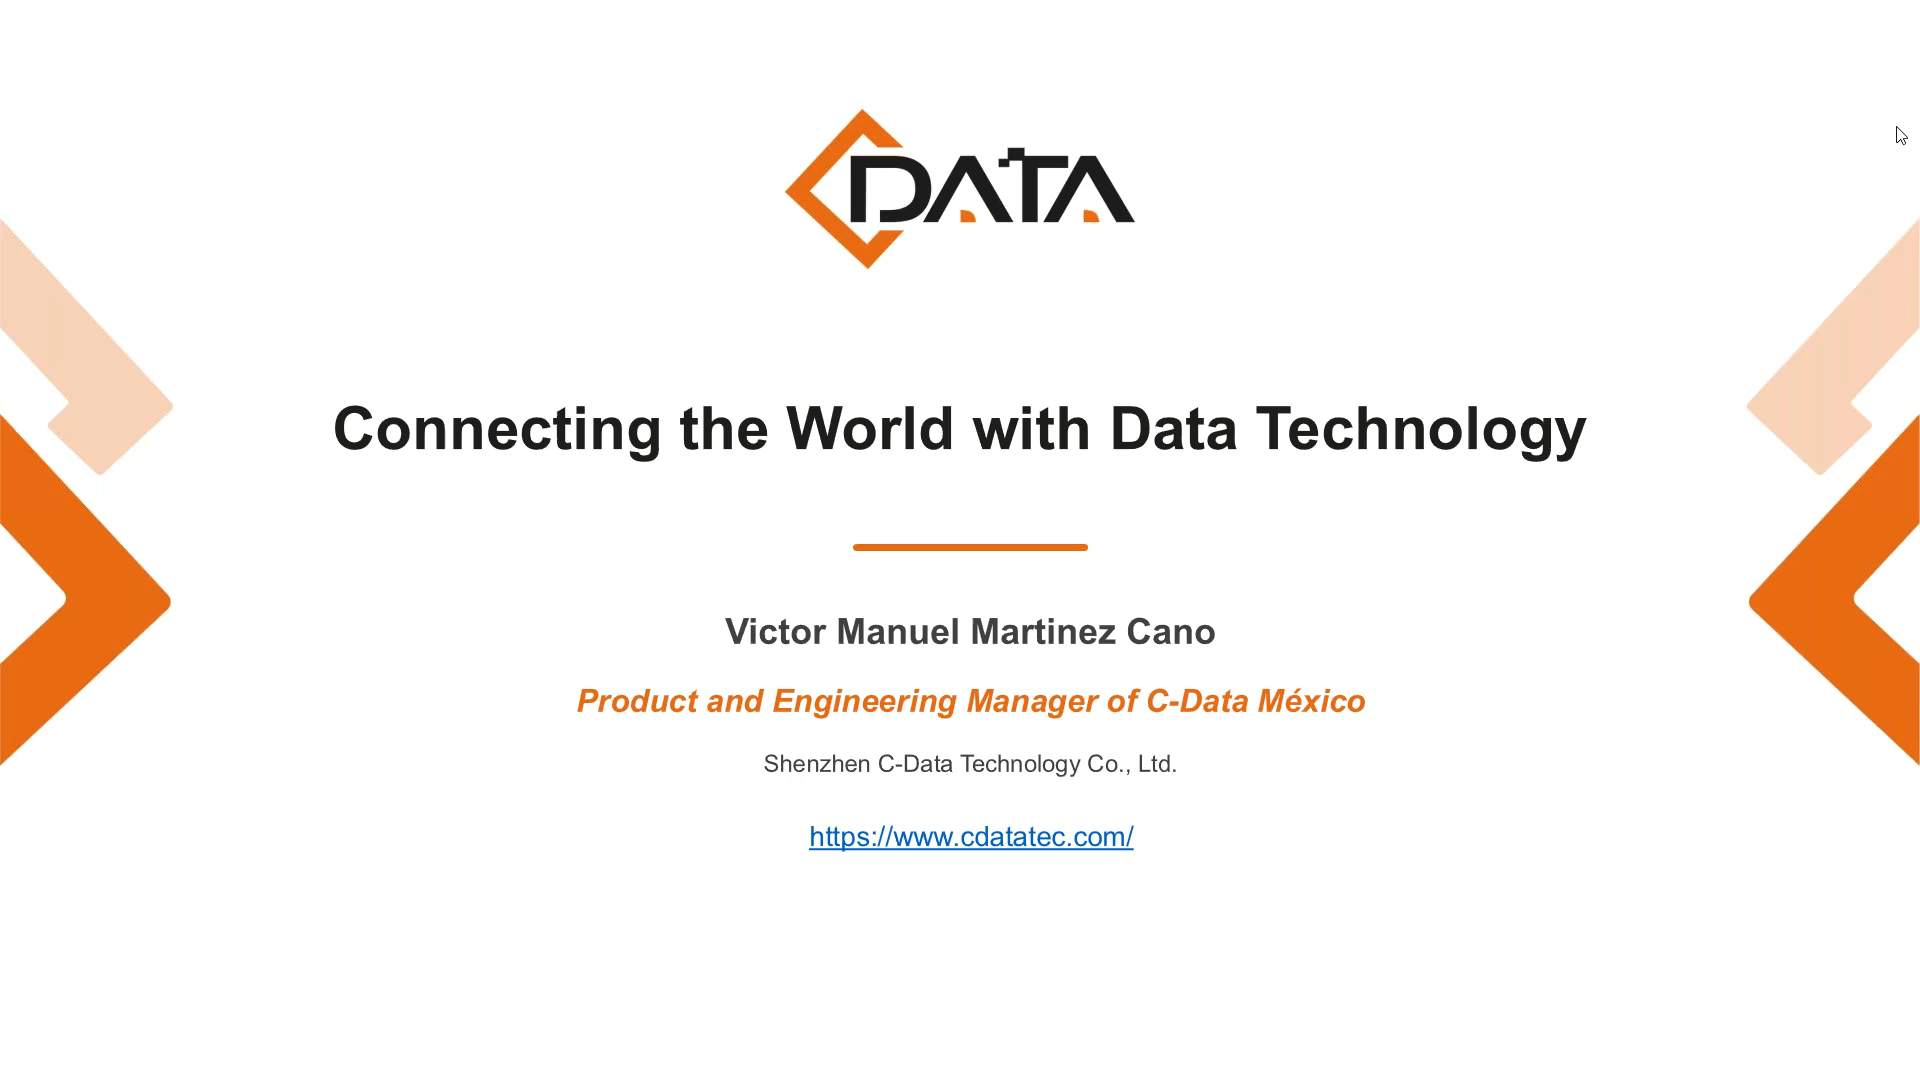 CDATA
Connecting the World with Data Technology
Victor Manuel Martinez Cano
Product and Engineering Manager of C-Data México
Shenzhen C-Data Technology Co., Ltd.
https://www.cdatatec.com/